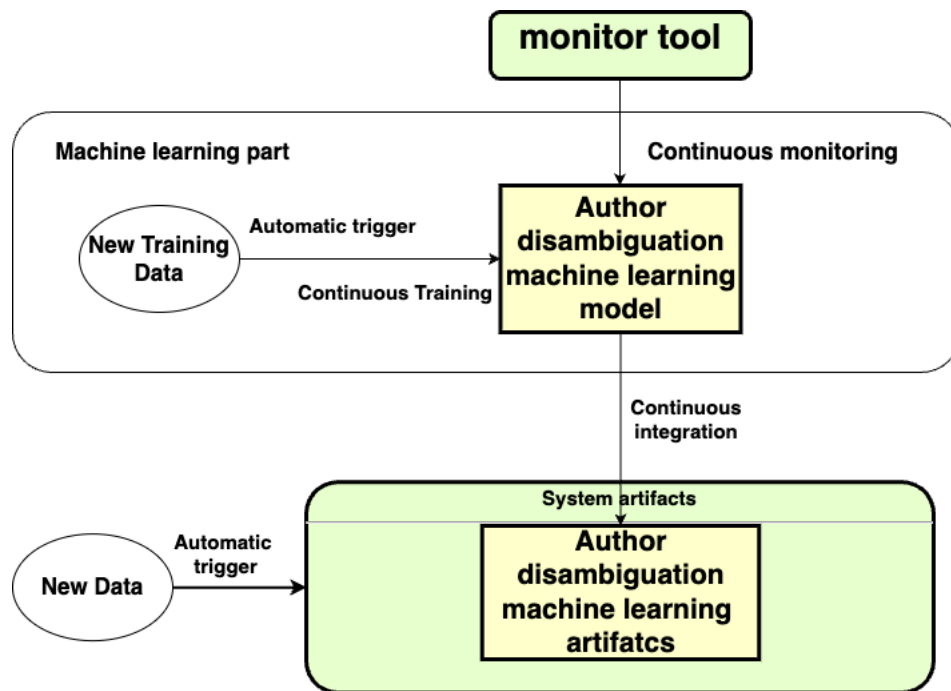 monitor tool
Machine learning part
Continuous monitoring
New Training
Data
Automatic trigger
Continuous Training
Author
disambiguation
machine learning
model
Continuous
integration
System artifacts
New Data
Automatic
trigger
Author
disambiguation
machine learning
artifatcs